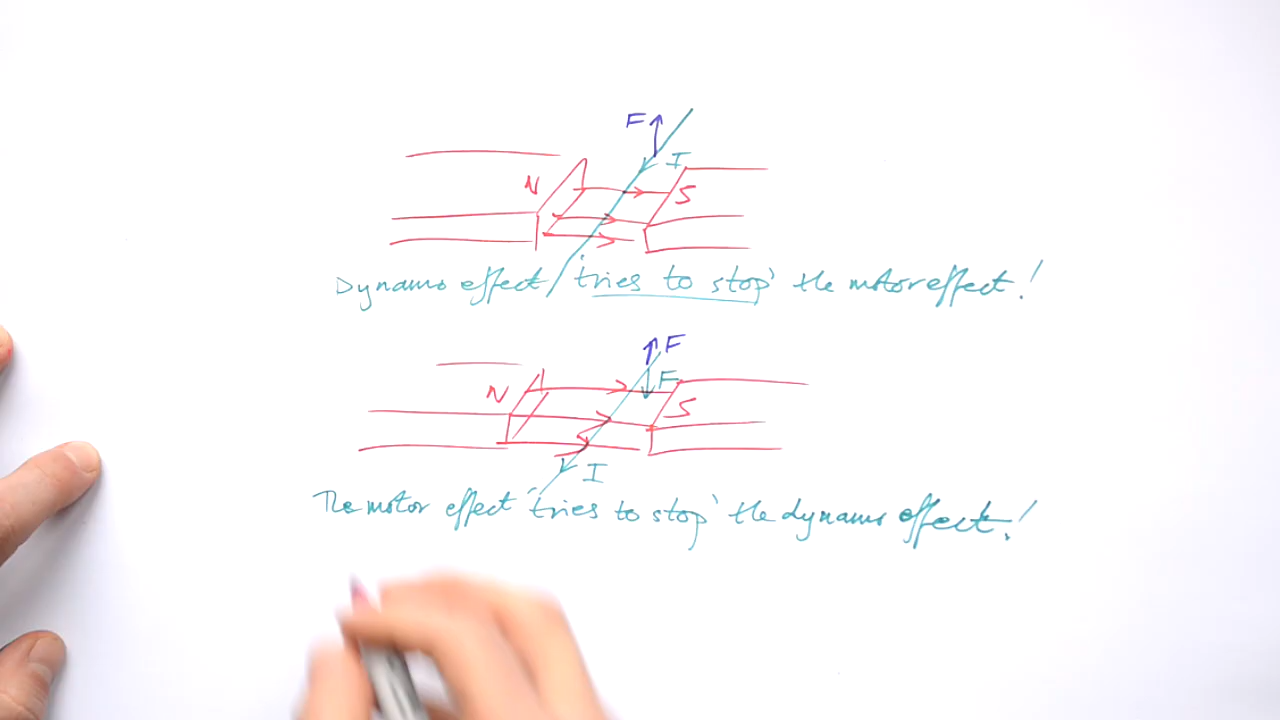 F
I
N
S
Dynamo effect 'tries to stop' the motor effect!
F
F
N
S
I
The motor effect 'tries to stop' the dynamo effect!